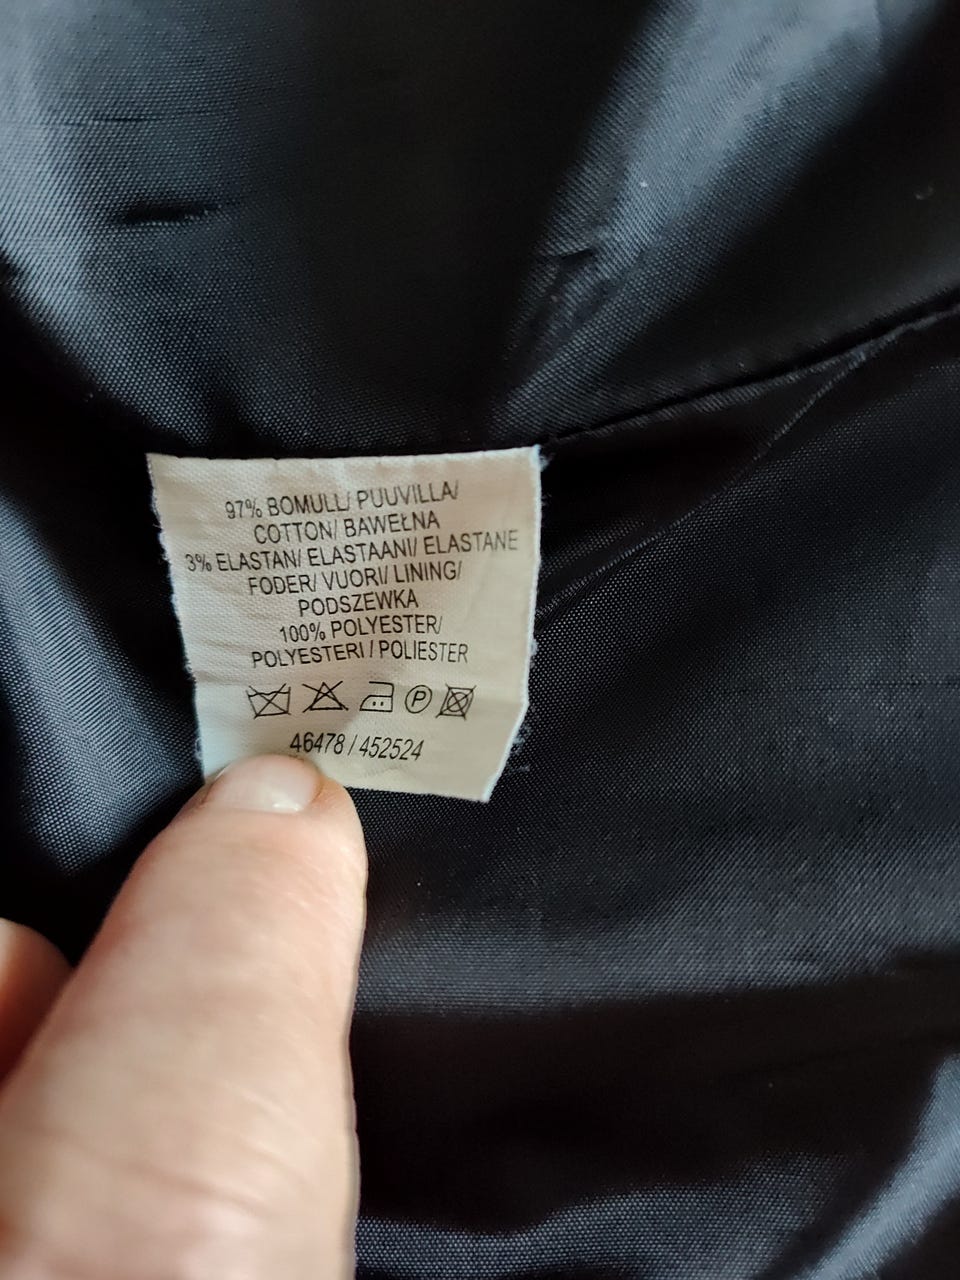 97% BOMULL/ PUUVILLA/
COTTON/ BAWEŁNA
3% ELASTAN/ ELASTAANI/ ELASTANE
FODER/ VUORI/ LINING/
PODSZEWKA
100% POLYESTER/
POLYESTERI / POLIESTER
P
46478 / 452524